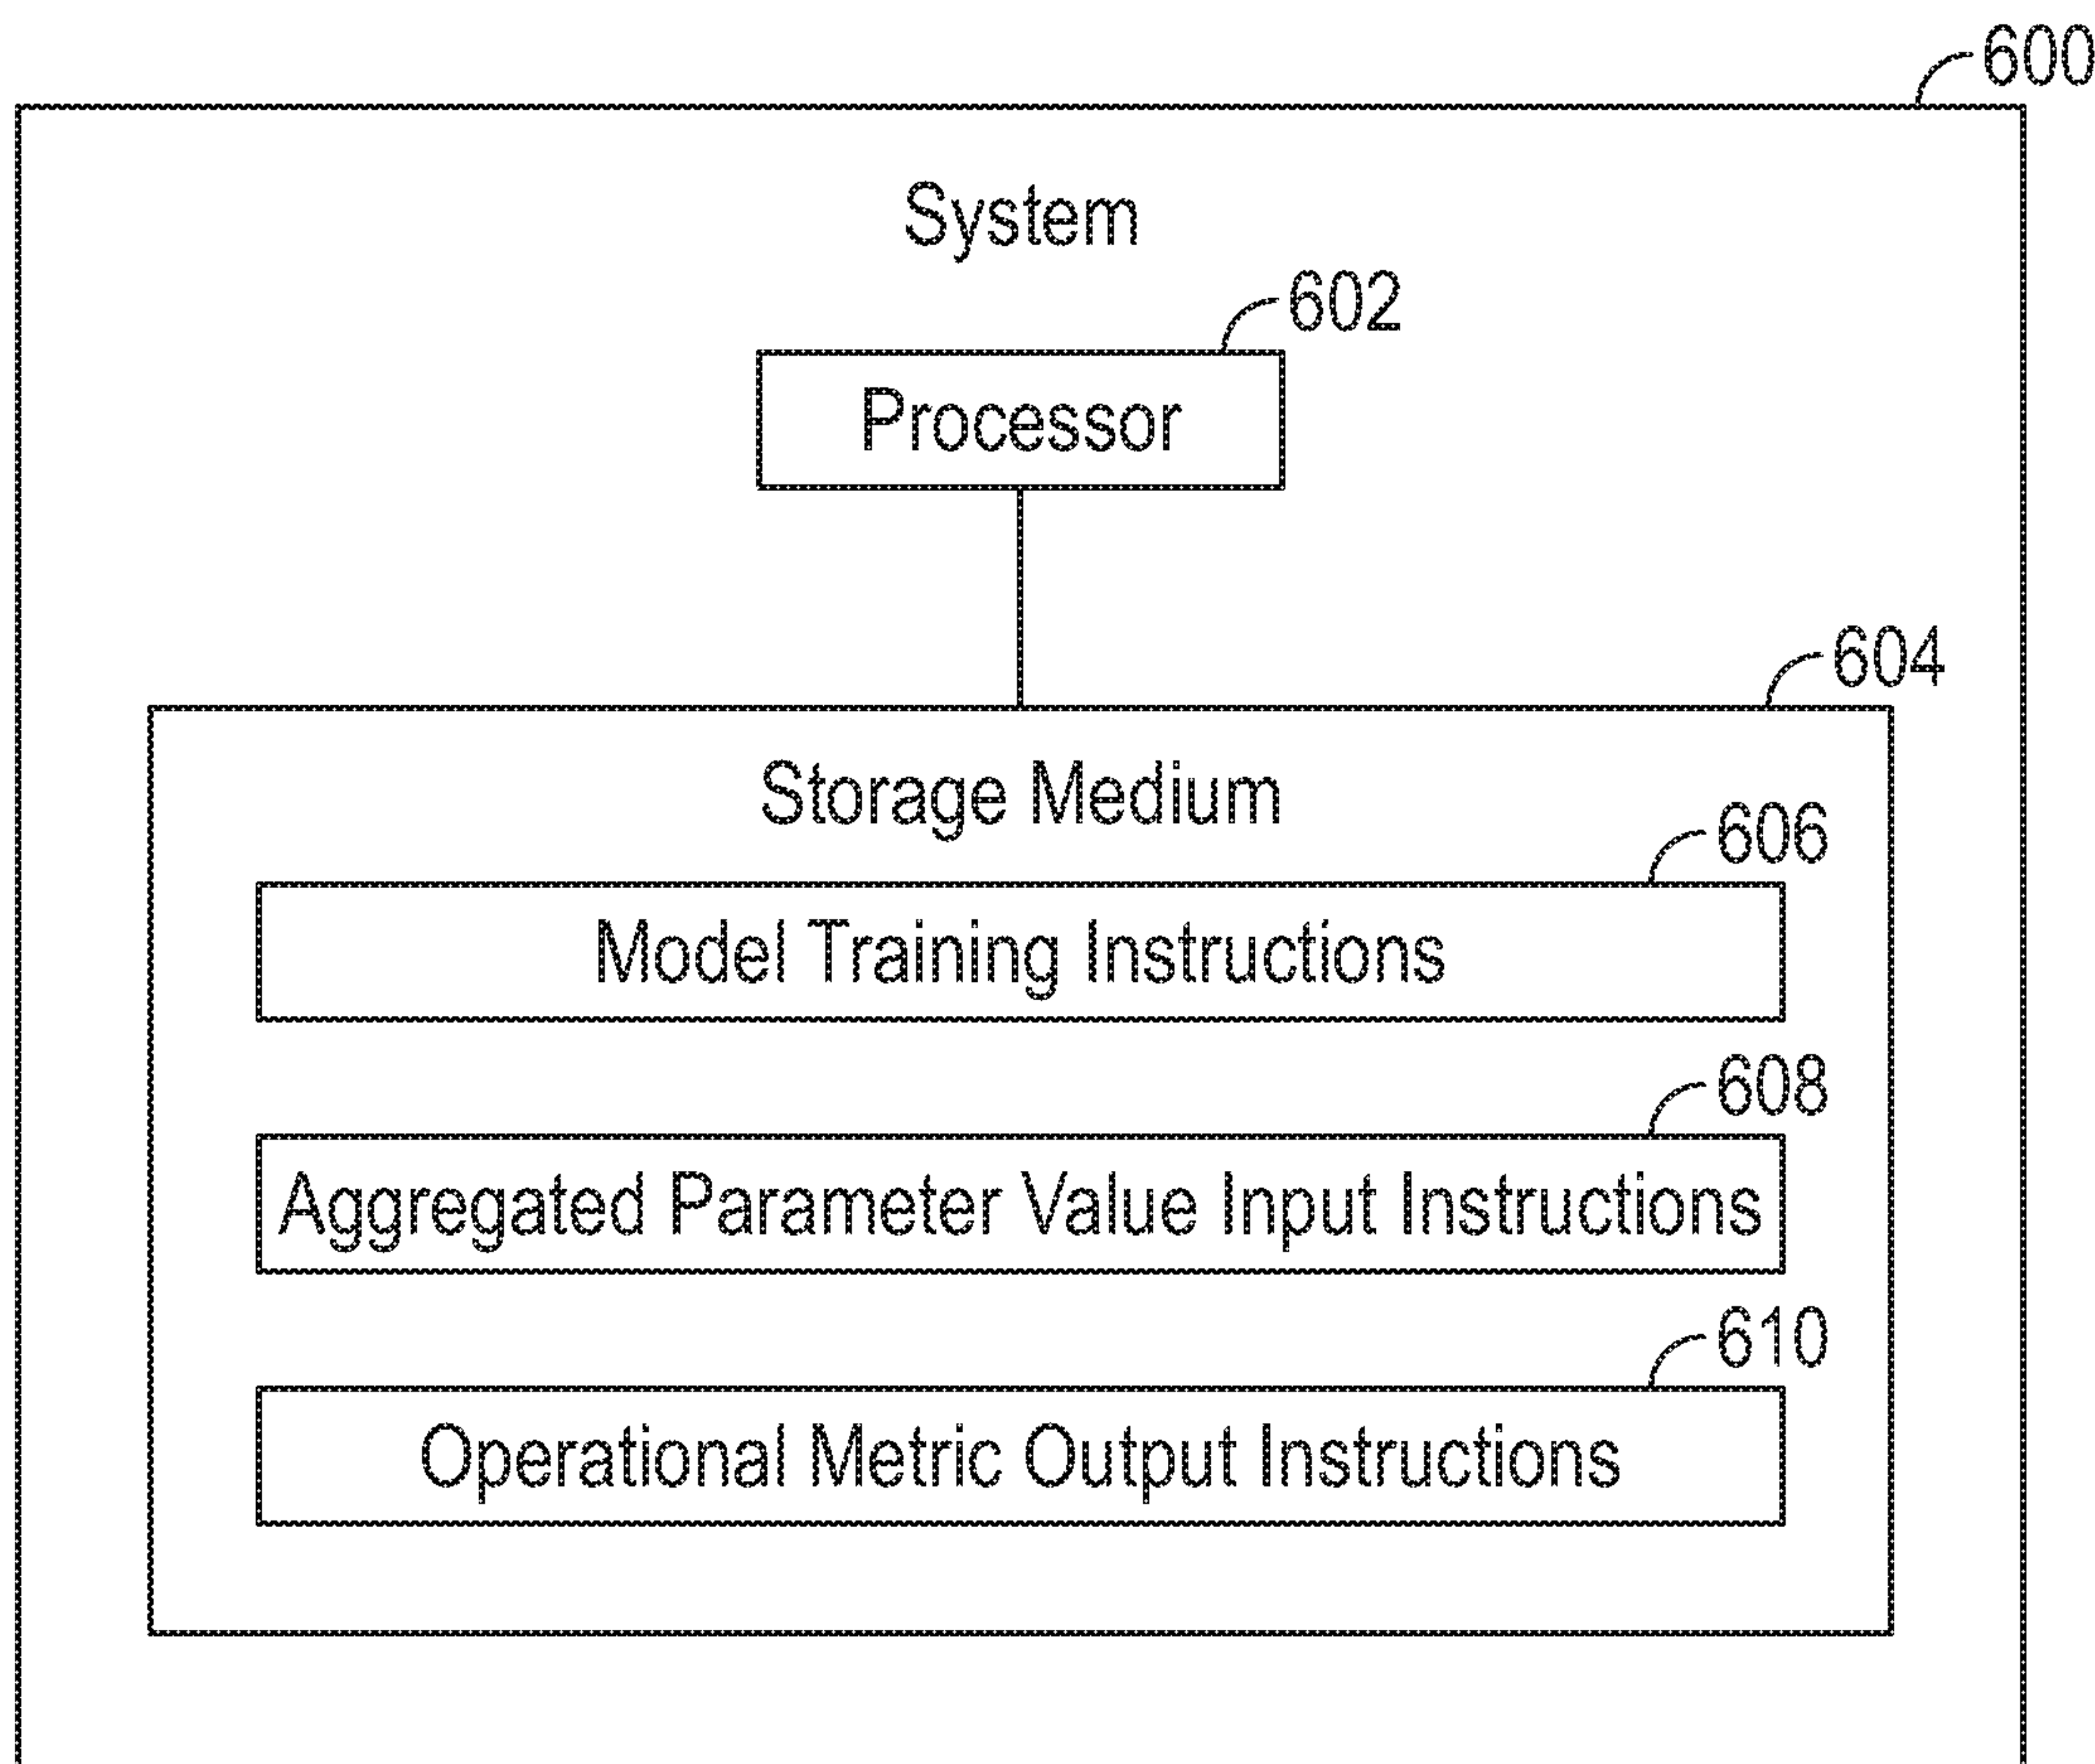 600
System
602
Processor
604
Storage Medium
606
Model Training Instructions
608
Aggregated Parameter Value Input Instructions
610
Operational Metric Output Instructions